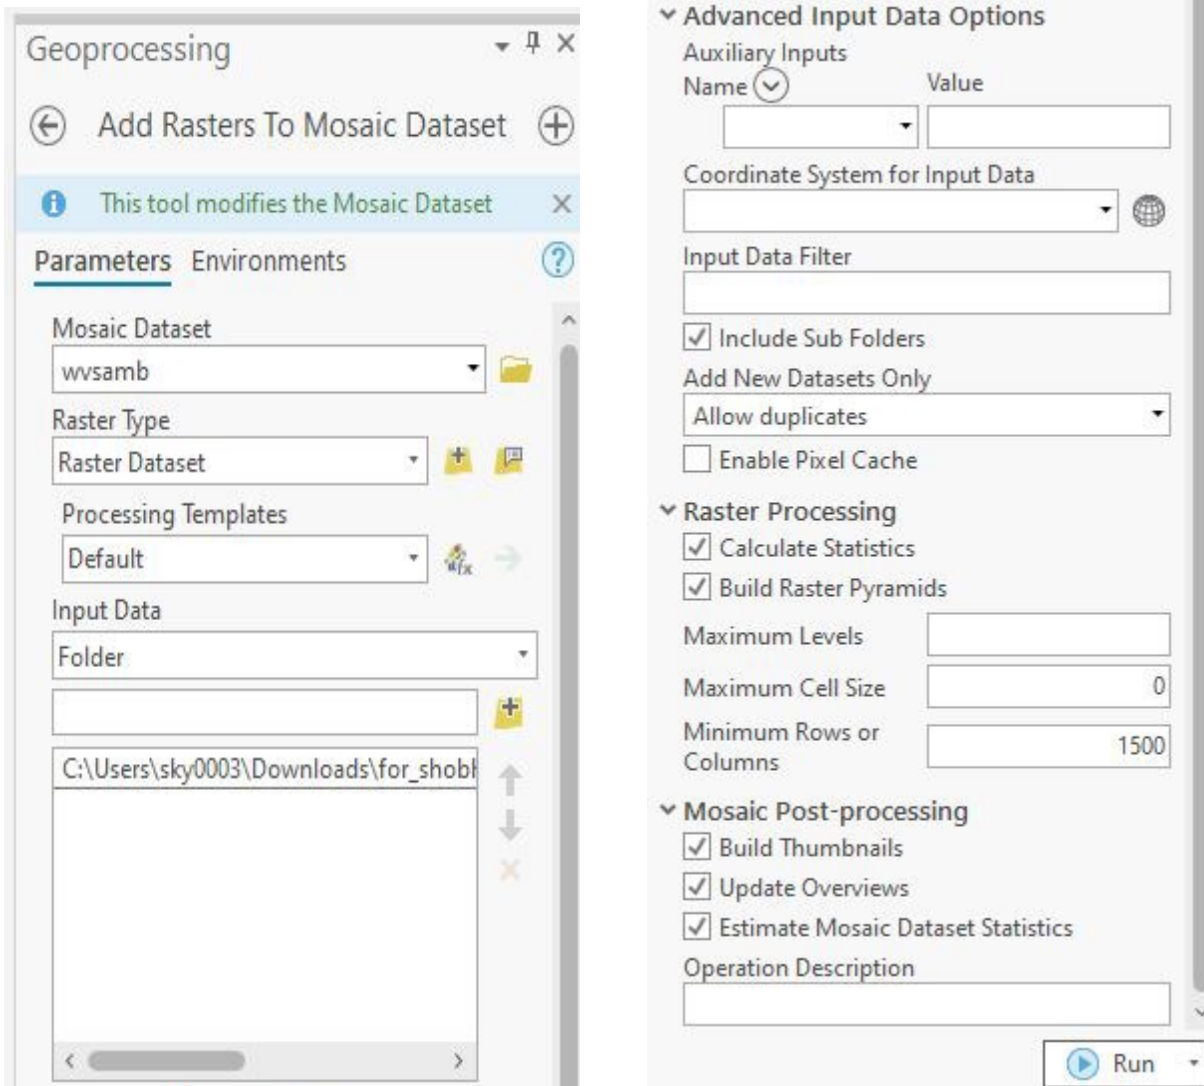 Geoprocessing
Add Rasters To Mosaic Dataset
This tool modifies the Mosaic Dataset
Parameters Environments
Mosaic Dataset
wvsamb
Raster Type
Raster Dataset
Processing Templates
Default
Input Data
Folder
C:\Users\sky0003\Downloads\for_shobh
Advanced Input Data Options
Auxiliary Inputs
Name Value
Coordinate System for Input Data
Input Data Filter
Include Sub Folders
Add New Datasets Only
Allow duplicates
Enable Pixel Cache
Raster Processing
Calculate Statistics
Build Raster Pyramids
Maximum Levels
Maximum Cell Size 0
Minimum Rows or
Columns 1500
Mosaic Post-processing
Build Thumbnails
Update Overviews
Estimate Mosaic Dataset Statistics
Operation Description
Run